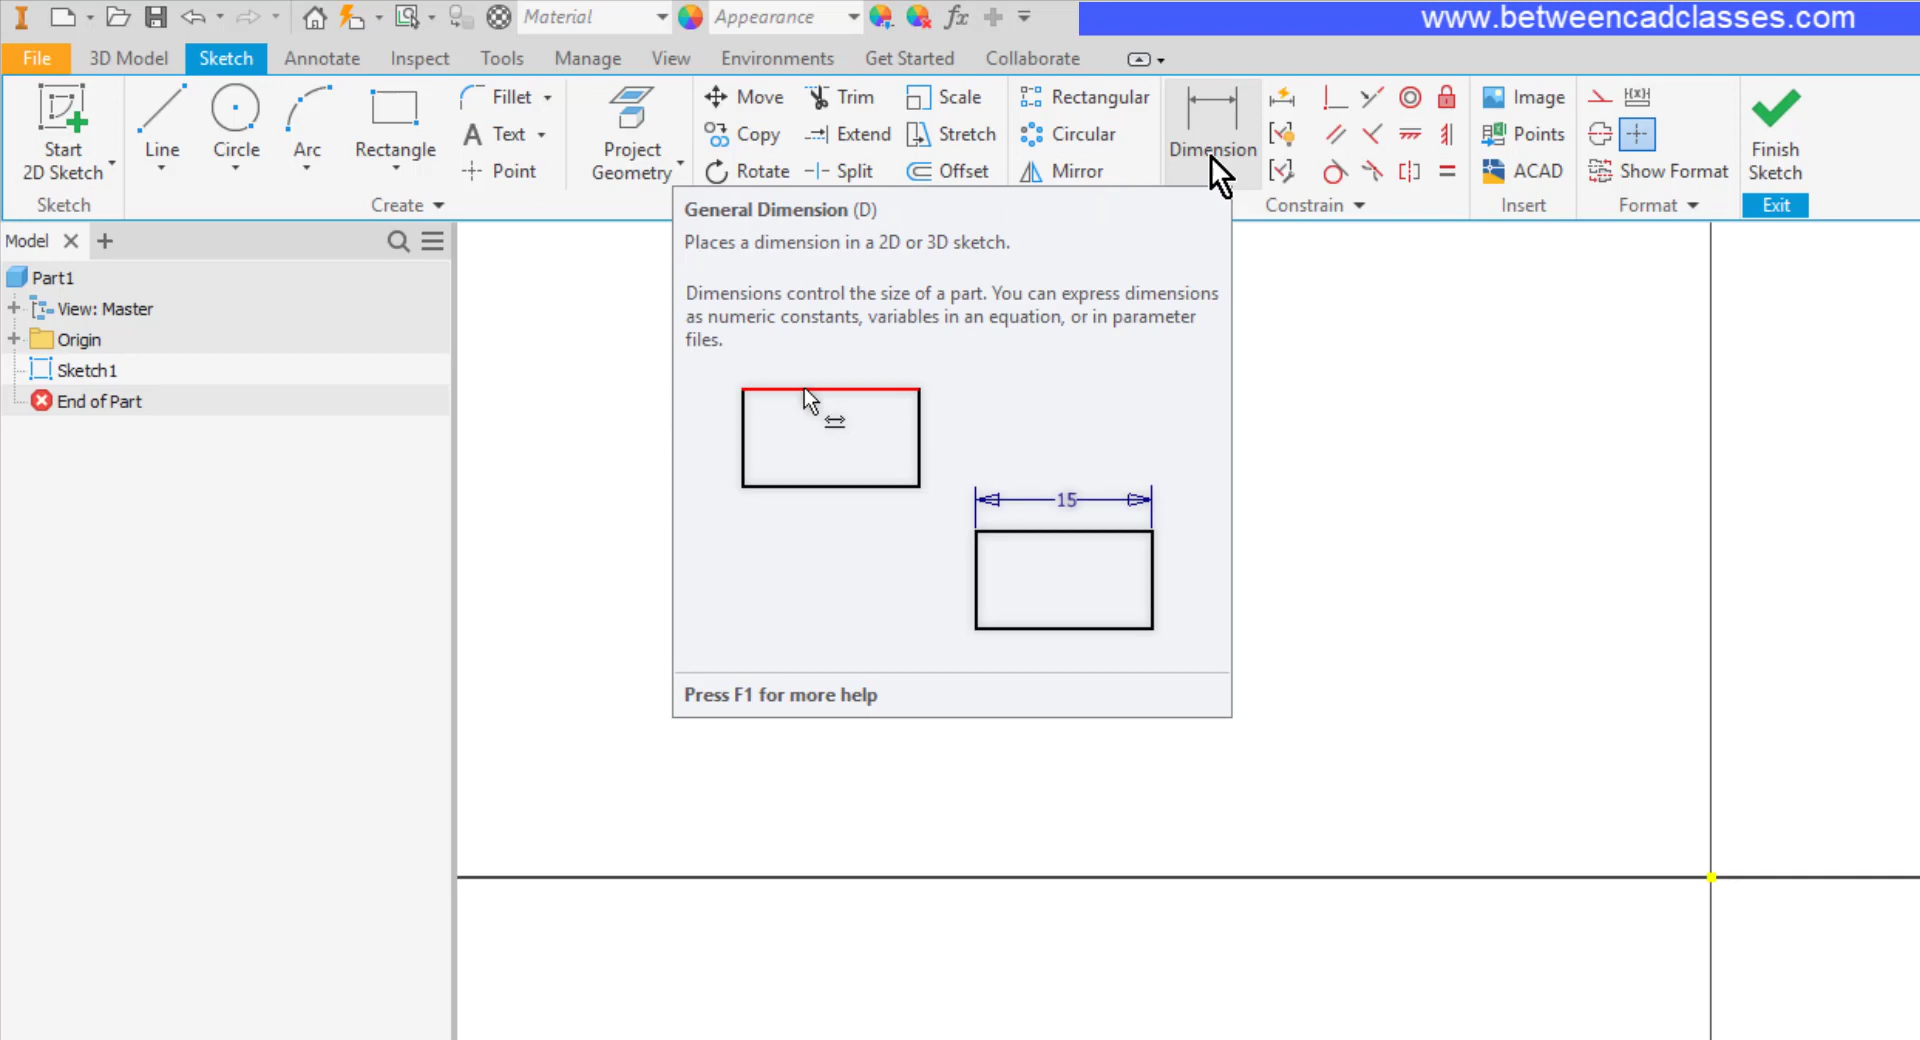 Material
Appearance
fx
www.betweencadclasses.com
File
3D Model
Sketch
Annotate
Inspect
Tools
Manage
View
Environments
Get Started
Collaborate
Start
2D Sketch
Line
Circle
Arc
Rectangle
Fillet
A Text
Point
Project
Geometry
Move
Copy
Rotate
Trim
Extend
Split
Scale
Stretch
Offset
Rectangular
Circular
Mirror
Dimension
Image
Points
ACAD
Show Format
Finish
Sketch
Sketch
Create
Constrain
Insert
Format
Exit
Model
Part1
View: Master
Origin
Sketch1
End of Part
General Dimension (D)
Places a dimension in a 2D or 3D sketch.
Dimensions control the size of a part. You can express dimensions
as numeric constants, variables in an equation, or in parameter
files.
15
Press F1 for more help